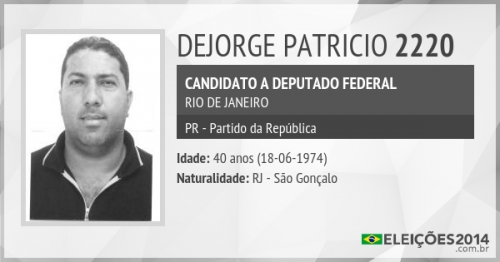 DEJORGE PATRICIO 2220
CANDIDATO A DEPUTADO FEDERAL
RIO DE JANEIRO
PR - Partido da República
Idade: 40 anos (18-06-1974)
Naturalidade: RJ - São Gonçalo
ELEIÇÕES2014
.com.br